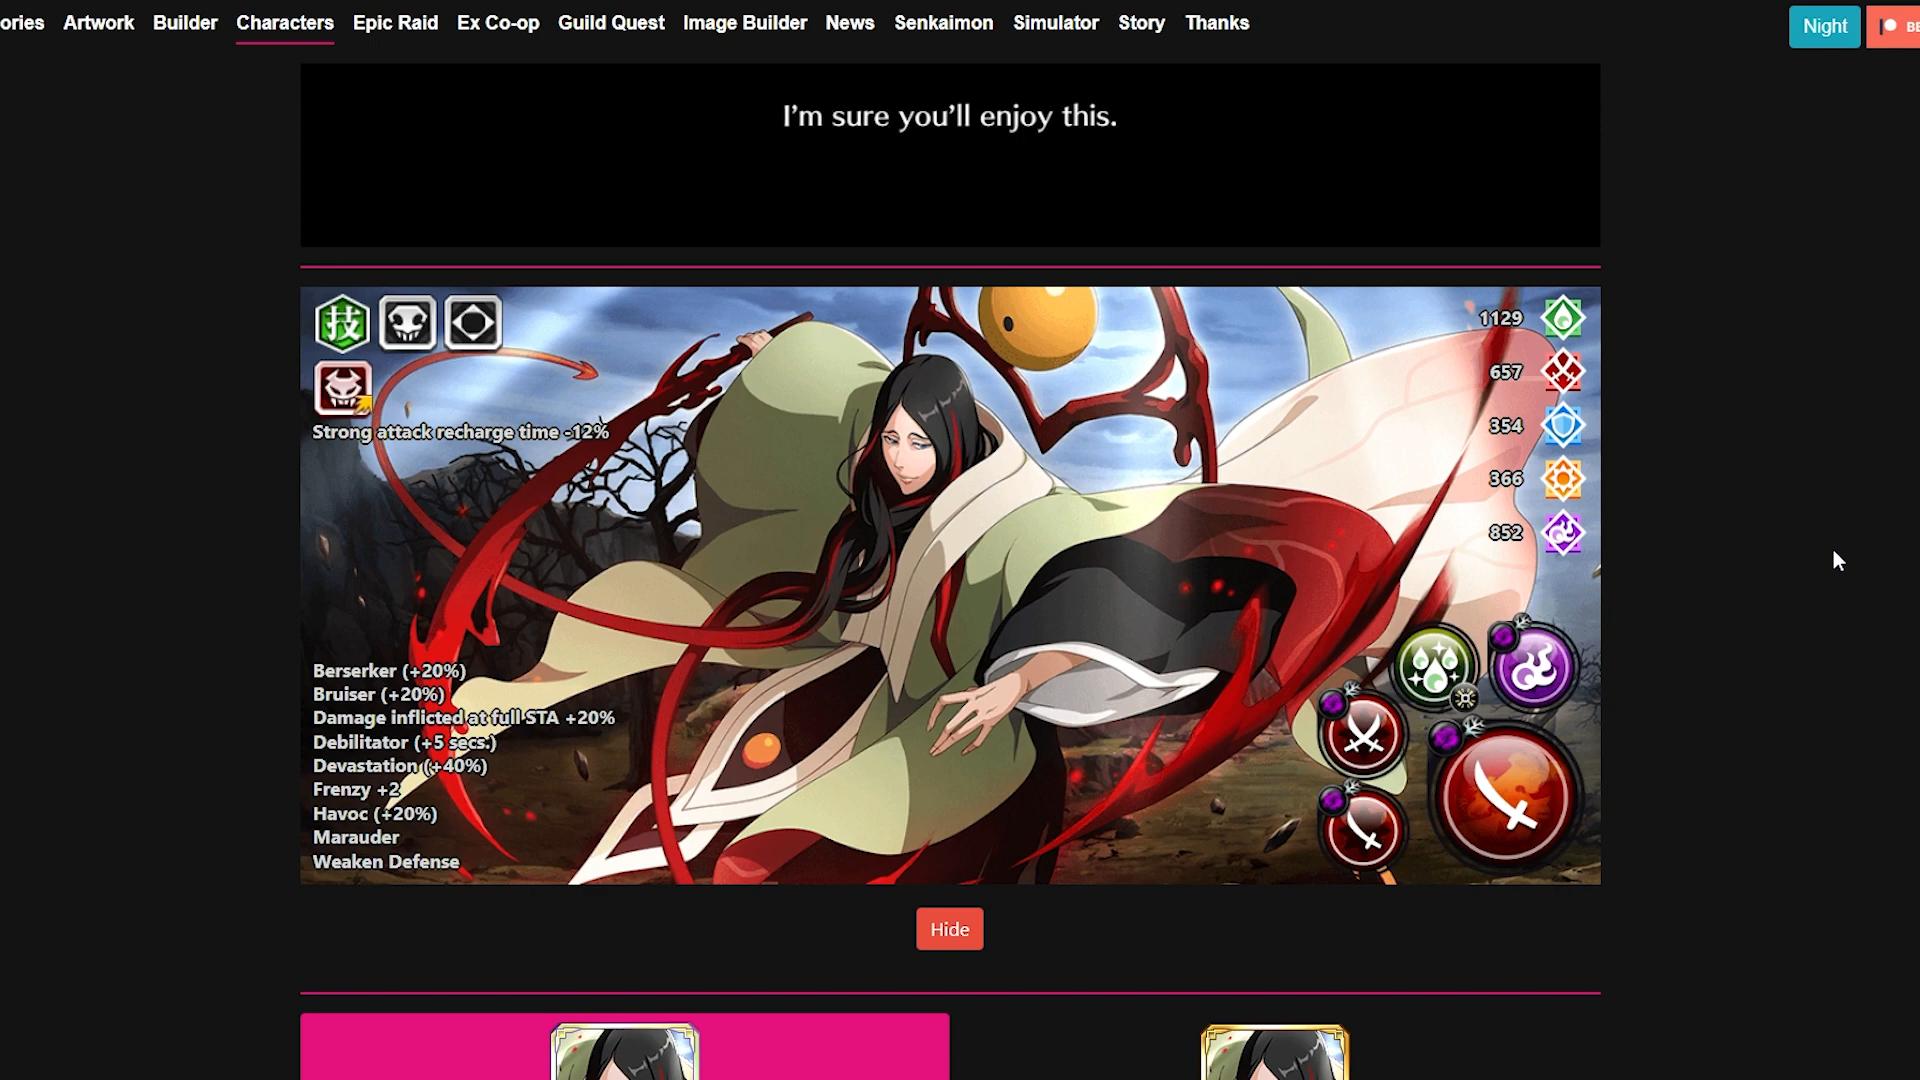 ories Artwork Builder Characters Epic Raid Ex Co-op Guild Quest Image Builder News Senkaimon Simulator Story Thanks Night BE
I'm sure you'll enjoy this.
技
1129
657
Strong attack recharge time -12%
354
366
852
Berserker (+20%)
Bruiser (+20%)
Damage inflicted at full STA +20%
Debilitator (+5 secs.)
Devastation (+40%)
Frenzy +2
Havoc (+20%)
Marauder
Weaken Defense
Hide